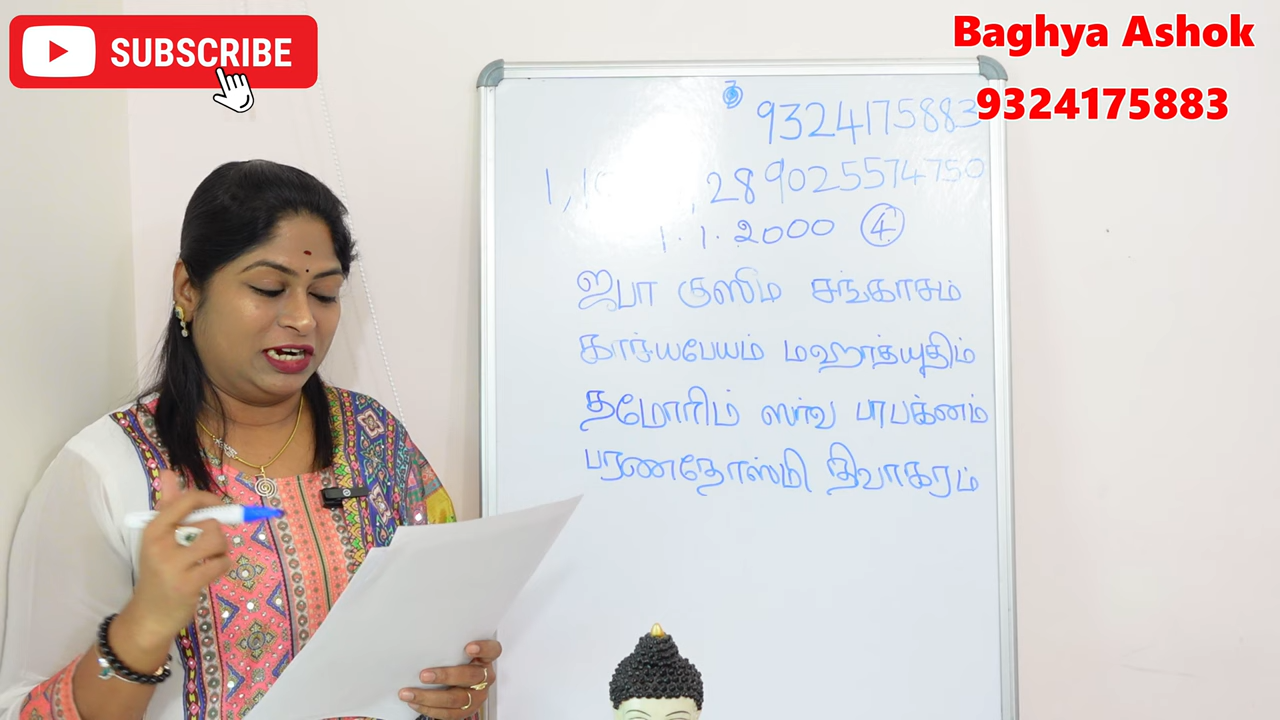 SUBSCRIBE
Baghya Ashok
9324175883
9324175883
28 9025574750
1.1.2000 4
ஜபா குஸிம சங்காசம்
காச்யபேயம் மஹாத்யுதிம்
தமோரிம் ஸர்வ பாபக்னம்
பரணதோஸ்மி திவாகரம்